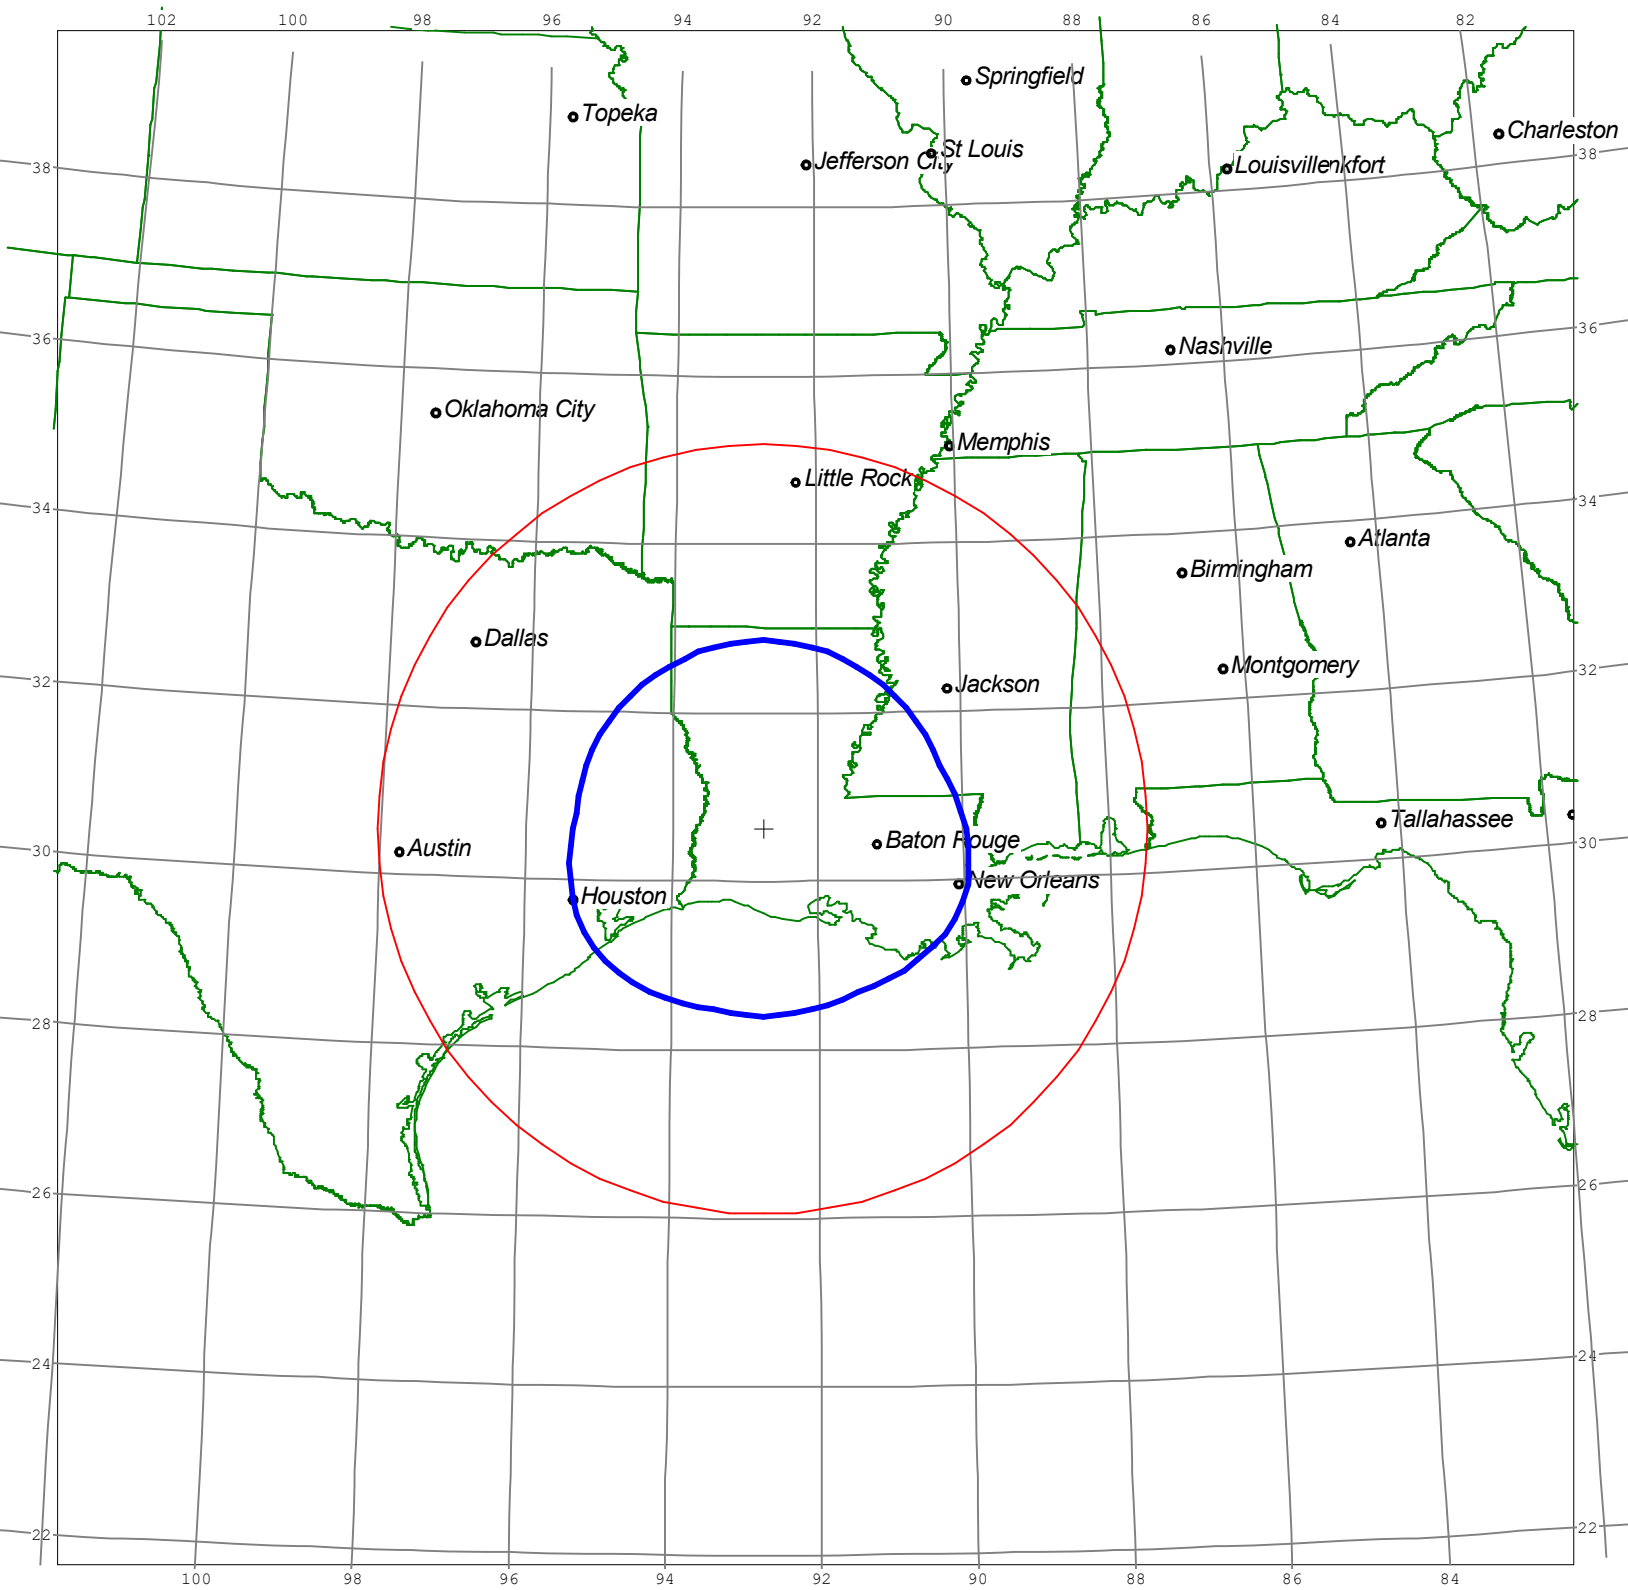 102 100 98 96 94 92 90 88 86 84 82
Springfield
Topeka
Charleston
St Louis
Jefferson City
Louisvillenkfort
38 38
36 36
Nashville
Oklahoma City
Memphis
Little Rock
34 34
Atlanta
Birmingham
Dallas
Montgomery
32 32
Jackson
Tallahassee
Baton Rouge
Austin
30 30
New Orleans
Houston
28 28
26 26
24 24
22 22
100 98 96 94 92 90 88 86 84